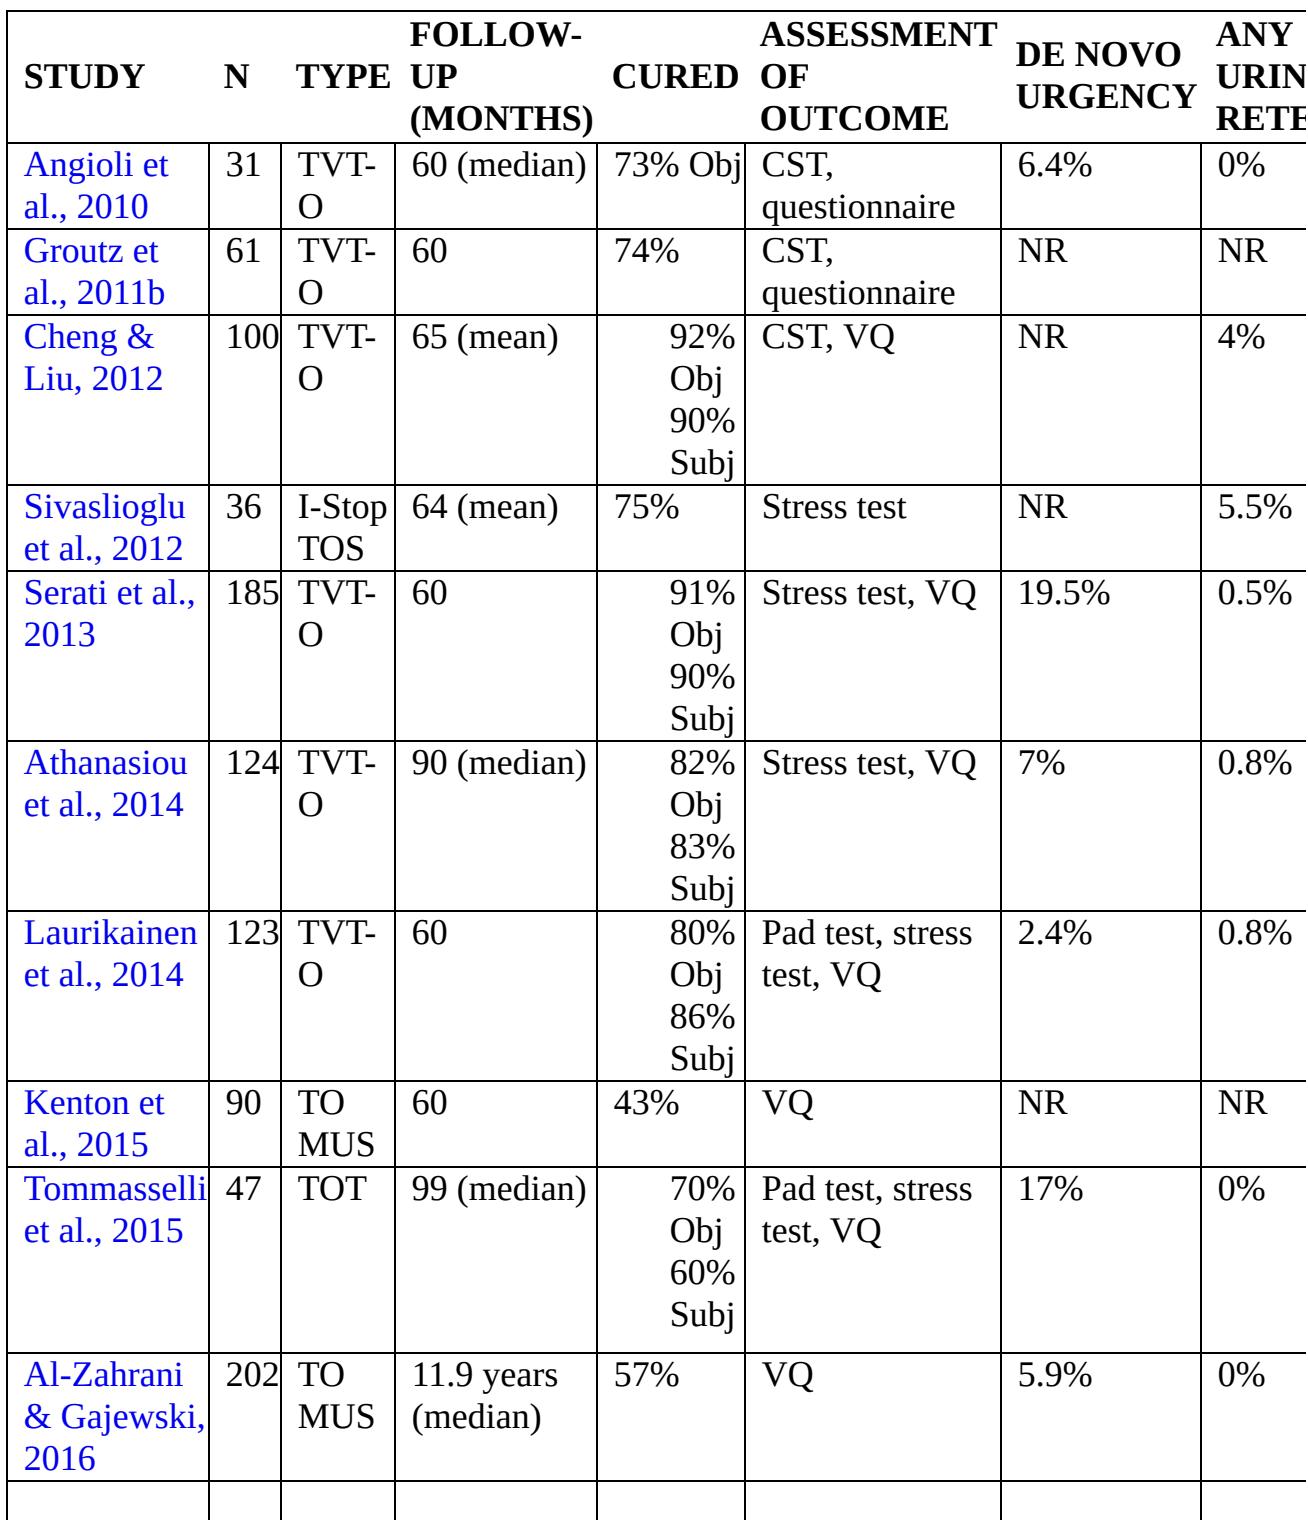 STUDY N TYPE FOLLOW-UP (MONTHS) CURED ASSESSMENT OF OUTCOME DE NOVO URGENCY ANY URIN RETE
Angioli et al., 2010 31 TVT-O 60 (median) 73% Obj CST, questionnaire 6.4% 0%
Groutz et al., 2011b 61 TVT-O 60 74% CST, questionnaire NR NR
Cheng & Liu, 2012 100 TVT-O 65 (mean) 92% Obj 90% Subj CST, VQ NR 4%
Sivaslioglu et al., 2012 36 I-Stop TOS 64 (mean) 75% Stress test NR 5.5%
Serati et al., 2013 185 TVT-O 60 91% Obj 90% Subj Stress test, VQ 19.5% 0.5%
Athanasiou et al., 2014 124 TVT-O 90 (median) 82% Obj 83% Subj Stress test, VQ 7% 0.8%
Laurikainen et al., 2014 123 TVT-O 60 80% Obj 86% Subj Pad test, stress test, VQ 2.4% 0.8%
Kenton et al., 2015 90 TO MUS 60 43% VQ NR NR
Tommasselli et al., 2015 47 TOT 99 (median) 70% Obj 60% Subj Pad test, stress test, VQ 17% 0%
Al-Zahrani & Gajewski, 2016 202 TO MUS 11.9 years (median) 57% VQ 5.9% 0%